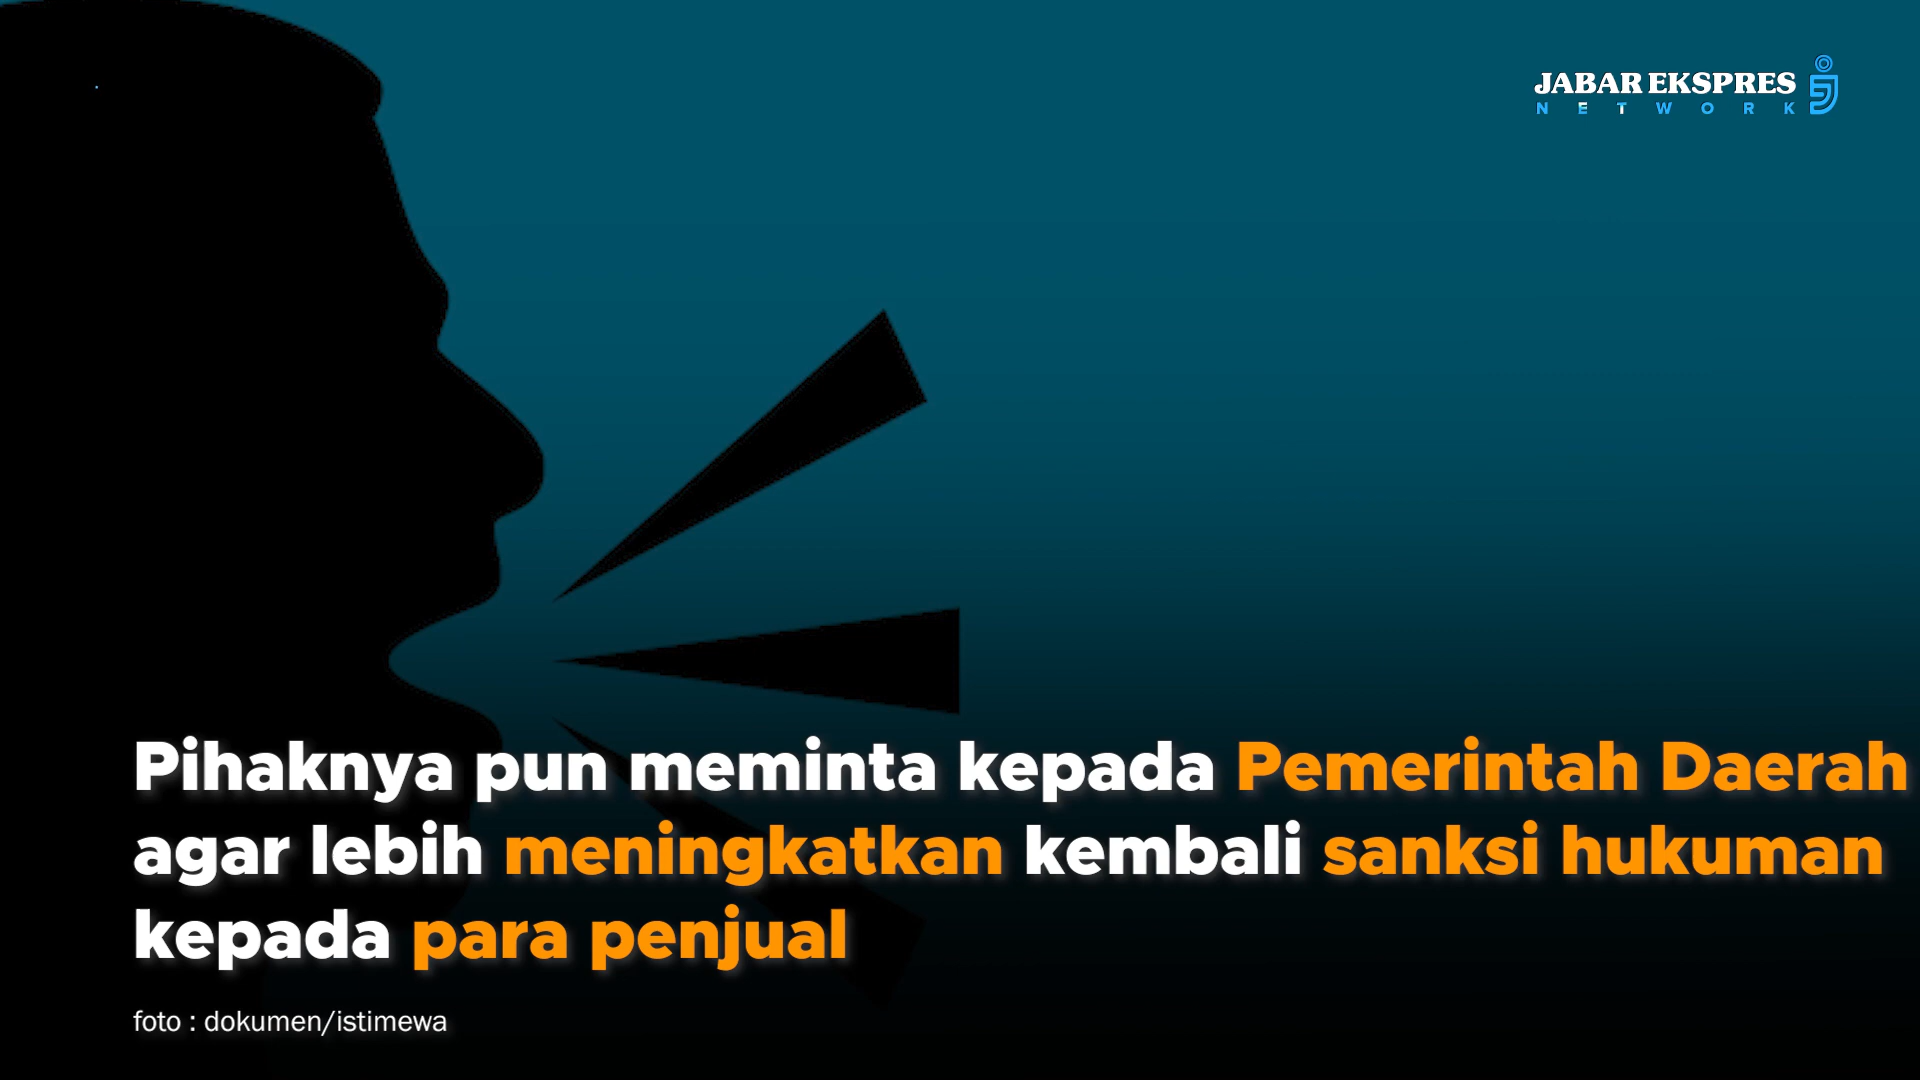 JABAR EKSPRES
NETWORK
Pihaknya pun meminta kepada Pemerintah Daerah
agar lebih meningkatkan kembali sanksi hukuman
kepada para penjual
foto : dokumen/istimewa